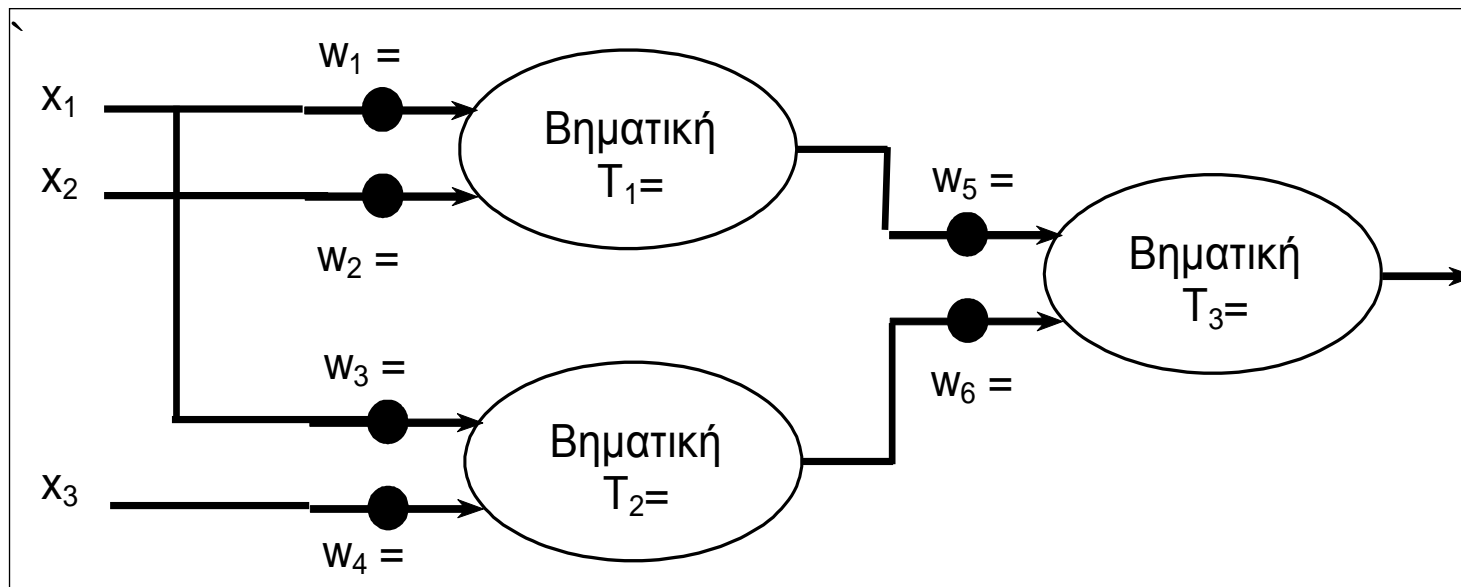 `
w₁ =
x₁
Βηματική
T₁=
x₂
w₂ =
w₅ =
Βηματική
T₃=
w₃ =
w₆ =
Βηματική
T₂=
x₃
w₄ =